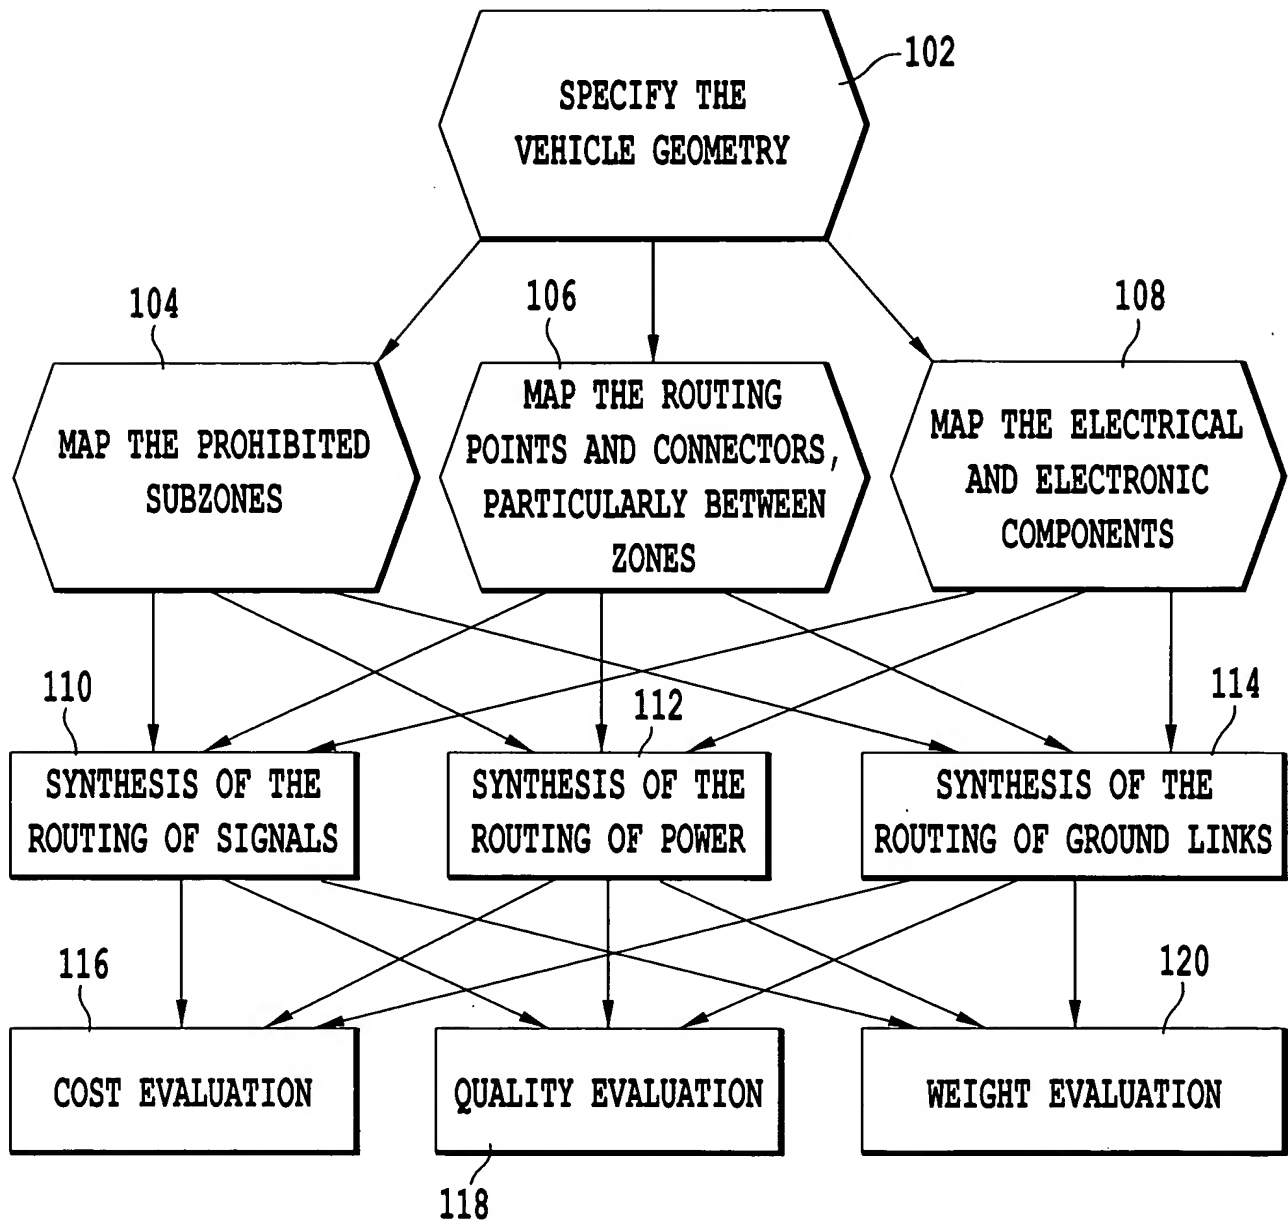 102
SPECIFY THE
VEHICLE GEOMETRY
104
106
108
MAP THE PROHIBITED
SUBZONES
MAP THE ROUTING
POINTS AND CONNECTORS,
PARTICULARLY BETWEEN
ZONES
MAP THE ELECTRICAL
AND ELECTRONIC
COMPONENTS
110
112
114
SYNTHESIS OF THE
ROUTING OF SIGNALS
SYNTHESIS OF THE
ROUTING OF POWER
SYNTHESIS OF THE
ROUTING OF GROUND LINKS
116
120
COST EVALUATION
QUALITY EVALUATION
WEIGHT EVALUATION
118